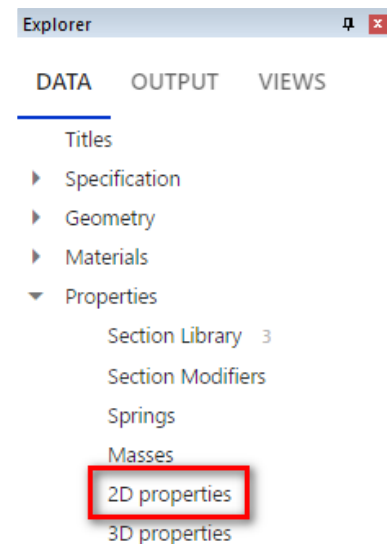 Explorer
DATA OUTPUT VIEWS
Titles
Specification
Geometry
Materials
Properties
Section Library 3
Section Modifiers
Springs
Masses
2D properties
3D properties